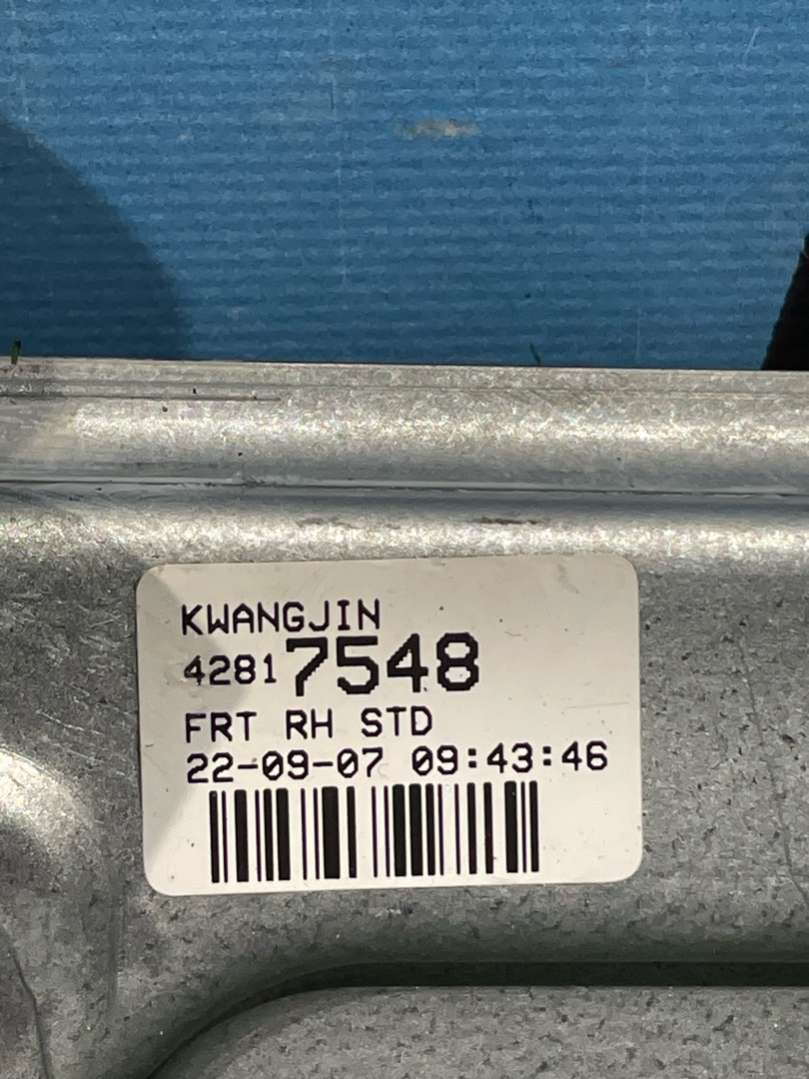 KWANGJIN
42817548
FRT RH STD
22-09-07 09:43:46